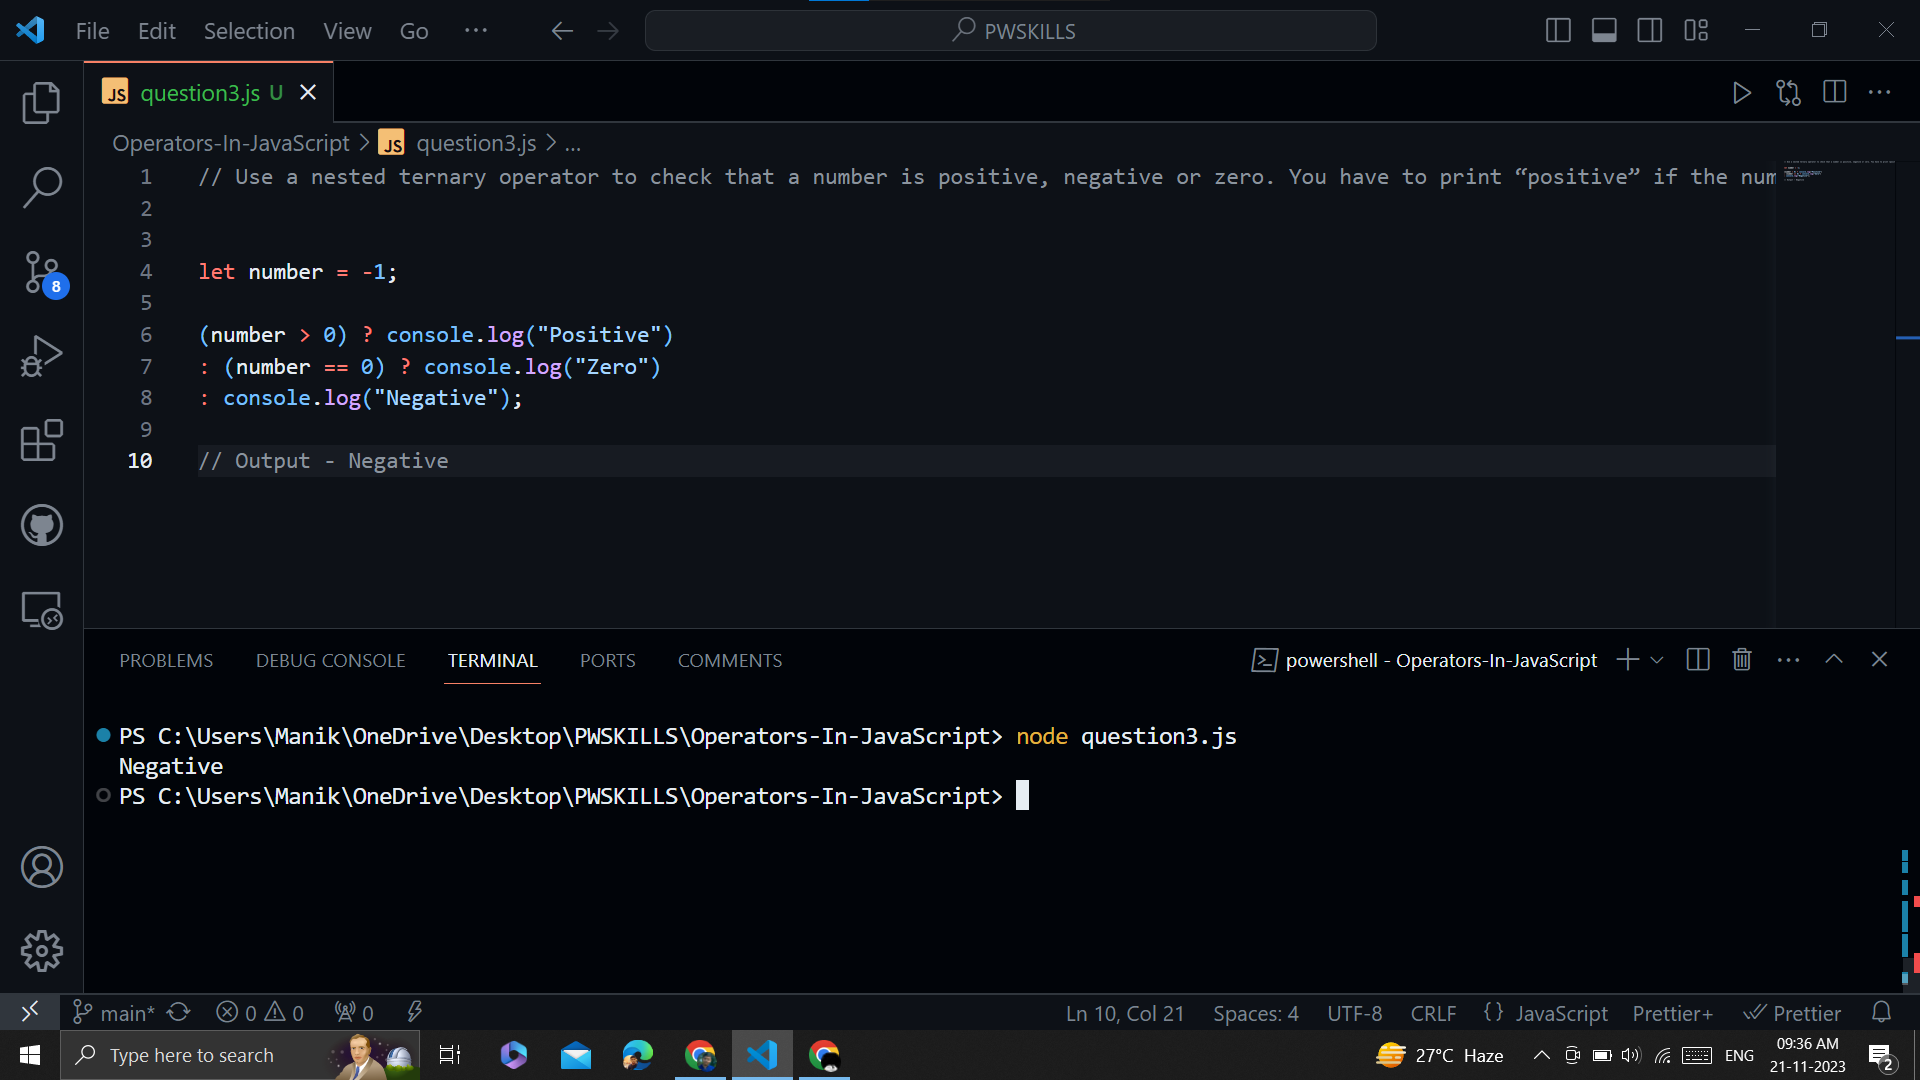 File Edit Selection View Go ··· PWSKILLS
JS question3.js U
Operators-In-JavaScript > JS question3.js > ...
1 // Use a nested ternary operator to check that a number is positive, negative or zero. You have to print “positive” if the num
2
3
4 let number = -1;
5
6 (number > 0) ? console.log("Positive")
7 : (number == 0) ? console.log("Zero")
8 : console.log("Negative");
9
10 // Output - Negative
PROBLEMS DEBUG CONSOLE TERMINAL PORTS COMMENTS powershell - Operators-In-JavaScript
PS C:\Users\Manik\OneDrive\Desktop\PWSKILLS\Operators-In-JavaScript> node question3.js
Negative
PS C:\Users\Manik\OneDrive\Desktop\PWSKILLS\Operators-In-JavaScript>
8
main* 0 0 0 Ln 10, Col 21 Spaces: 4 UTF-8 CRLF {} JavaScript Prettier+ Prettier
Type here to search 27°C Haze ENG 09:36 AM
21-11-2023 2